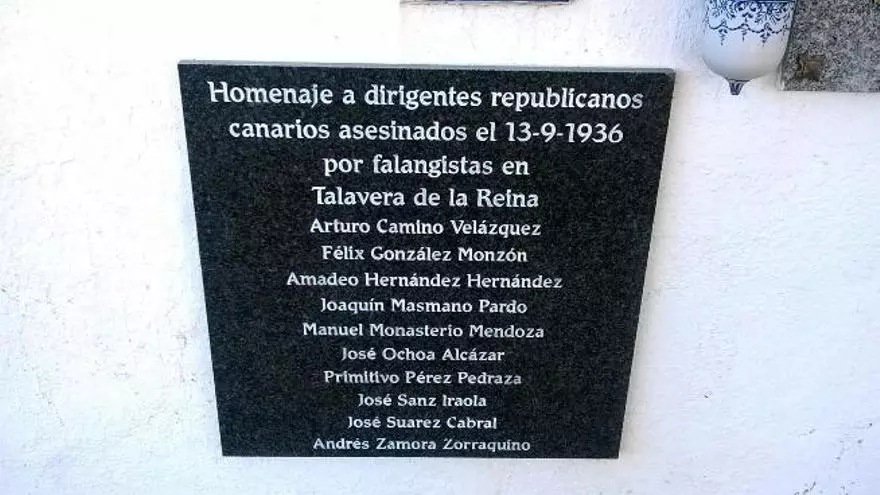 Homenaje a dirigentes republicanos
canarios asesinados el 13-9-1936
por falangistas en
Talavera de la Reina
Arturo Camino Velázquez
Félix González Monzón
Amadeo Hernández Hernández
Joaquín Masmano Pardo
Manuel Monasterio Mendoza
José Ochoa Alcázar
Primitivo Pérez Pedraza
José Sanz Iraola
José Suarez Cabral
Andrés Zamora Zorraquino